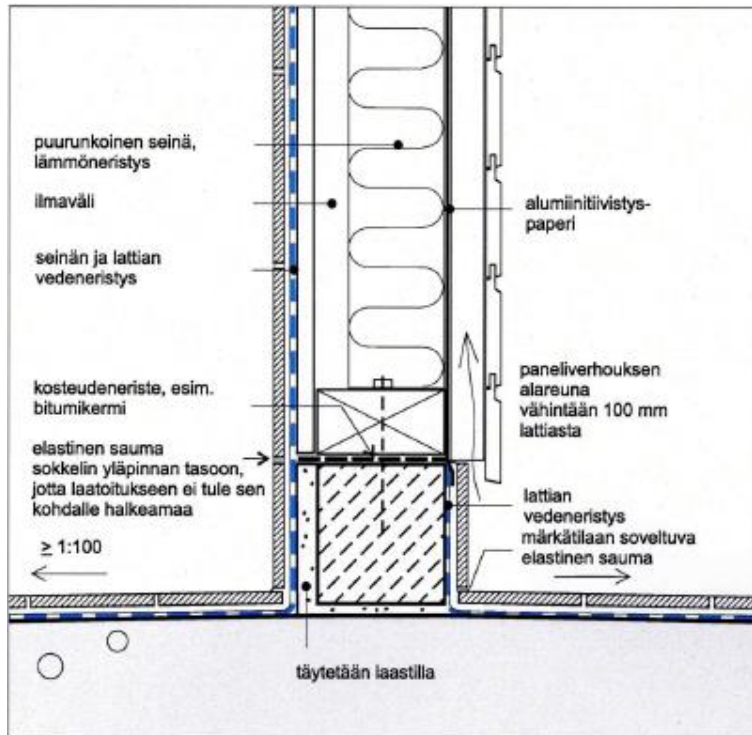 puurunkoinen seinä,
lämmöneristys
ilmaväli
seinän ja lattian
vedeneristys
kosteudeneriste, esim.
bitumikermi
elastinen sauma
sokkelin yläpinnan tasoon,
jotta laatoitukseen ei tule sen
kohdalle halkeamaa
≥ 1:100
täytetään laastilla
alumiinitiivistys-
paperi
paneliverhouksen
alareuna
vähintään 100 mm
lattiasta
lattian
vedeneristys
märkätilaan soveltuva
elastinen sauma